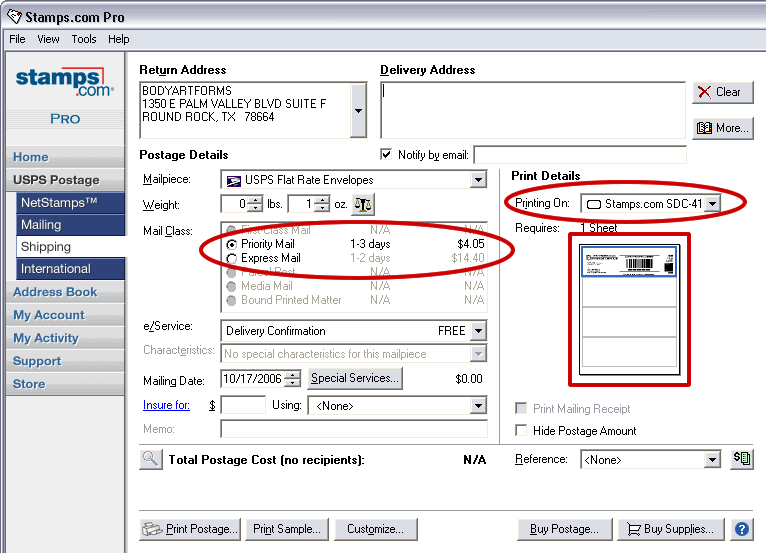 Stamps.com Pro
File View Tools Help
stamps.com
PRO
Home
USPS Postage
NetStamps™
Mailing
Shipping
International
Address Book
My Account
My Activity
Support
Store
Return Address
BODYARTFORMS
1350 E PALM VALLEY BLVD SUITE F
ROUND ROCK, TX 78664
Delivery Address
Clear
More...
Postage Details
Notify by email:
Mailpiece: USPS Flat Rate Envelopes
Weight: 0 lbs. 1 oz.
Mail Class:
First Class Mail N/A N/A
Priority Mail 1-3 days $4.05
Express Mail 1-2 days $14.40
Parcel Post N/A N/A
Media Mail N/A N/A
Bound Printed Matter N/A N/A
e/Service: Delivery Confirmation FREE
Characteristics: No special characteristics for this mailpiece
Mailing Date: 10/17/2006 Special Services... $0.00
Insure for: $ Using: <None>
Memo:
Print Details
Printing On: Stamps.com SDC-41
Requires: 1 Sheet
Print Mailing Receipt
Hide Postage Amount
Total Postage Cost (no recipients): N/A
Reference: <None>
Print Postage... Print Sample... Customize... Buy Postage... Buy Supplies... ?